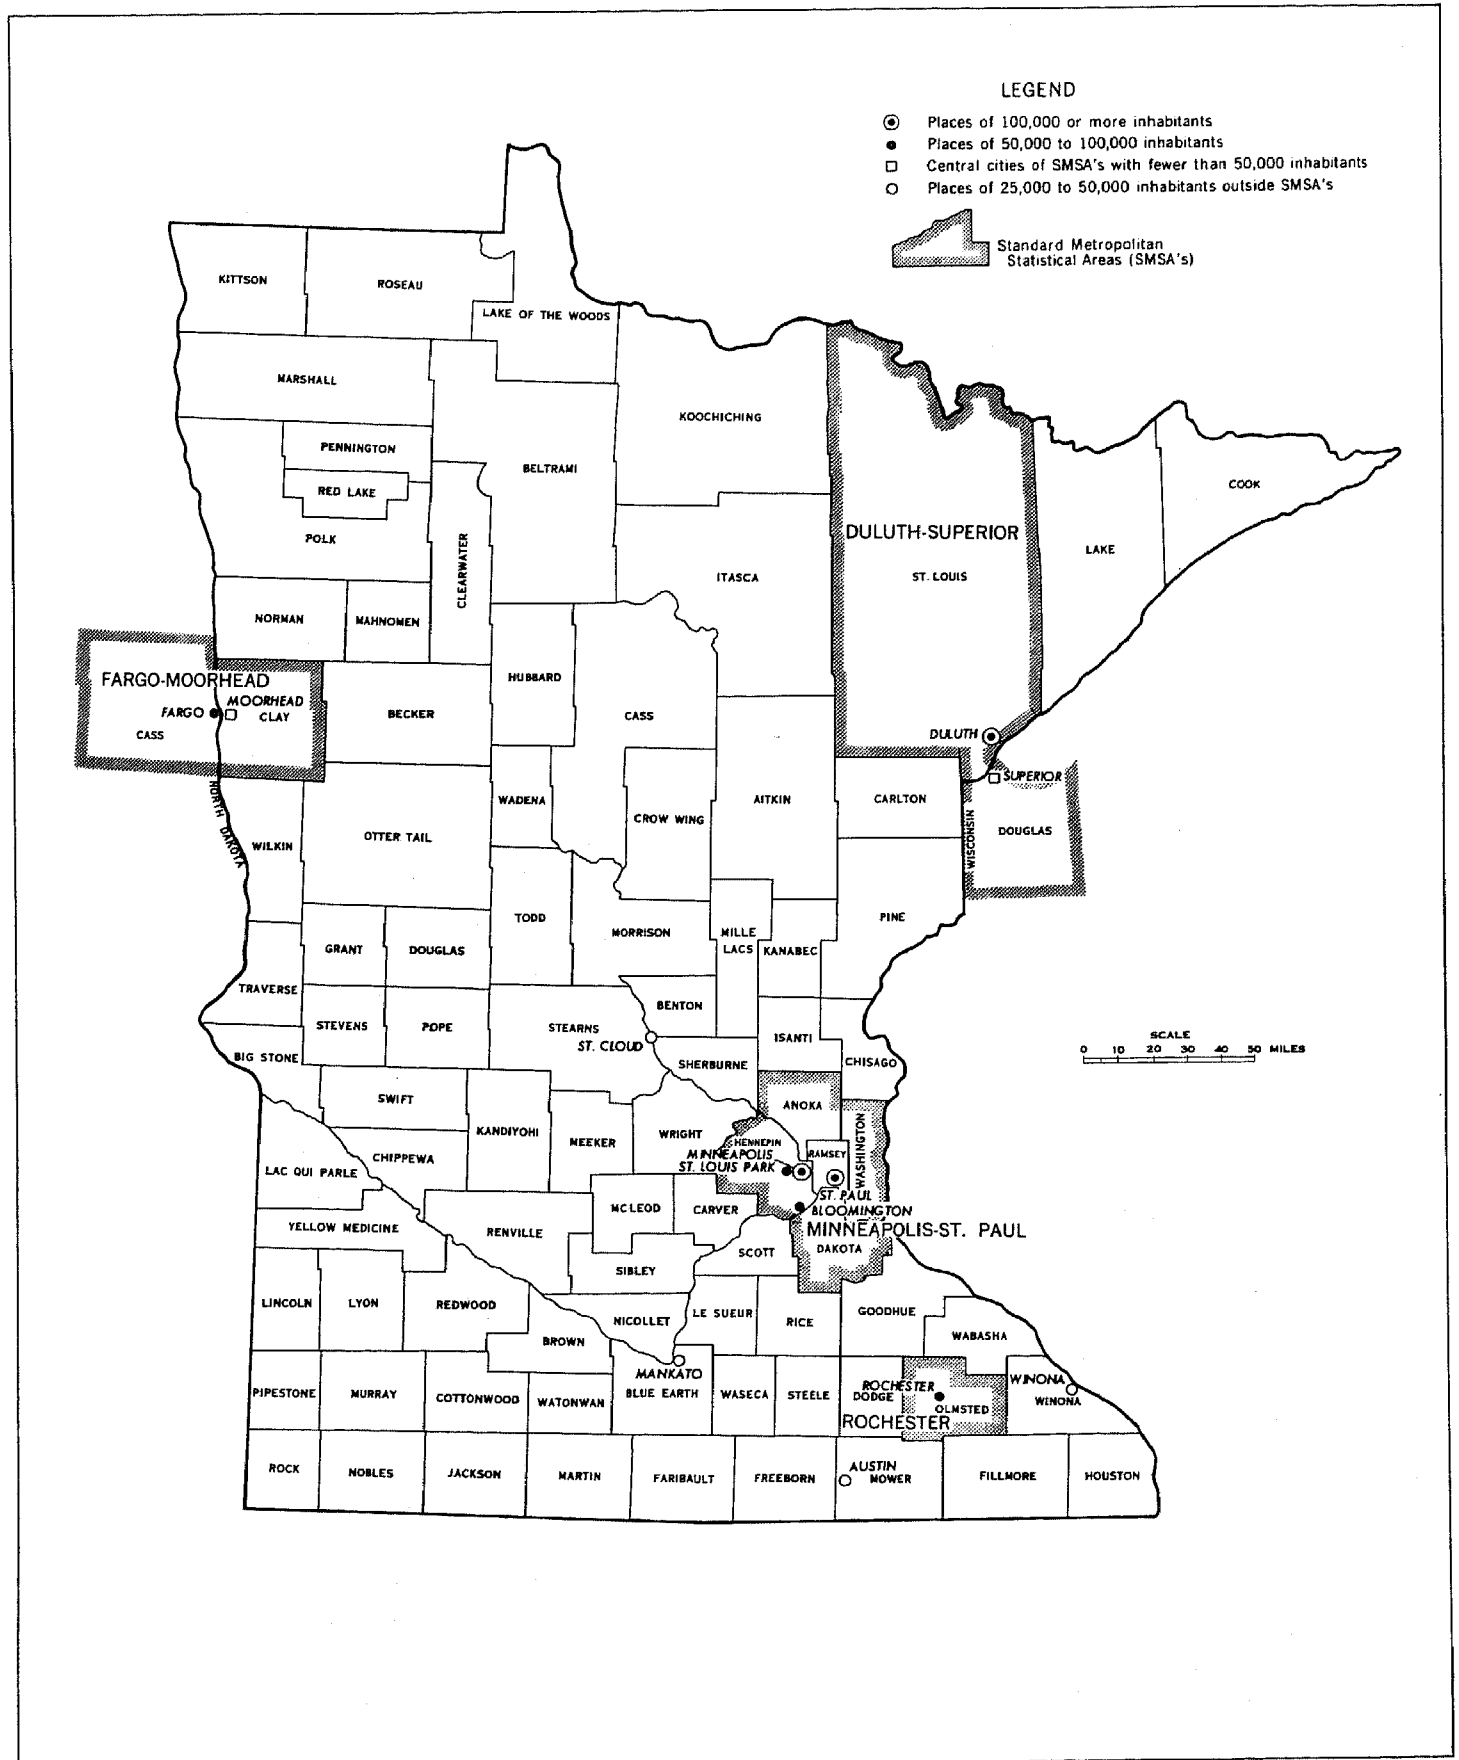 LEGEND
Places of 100,000 or more inhabitants
Places of 50,000 to 100,000 inhabitants
Central cities of SMSA's with fewer than 50,000 inhabitants
Places of 25,000 to 50,000 inhabitants outside SMSA's
Standard Metropolitan
Statistical Areas (SMSA's)
KITTSON
ROSEAU
LAKE OF THE WOODS
MARSHALL
KOOCHICHING
PENNINGTON
BELTRAMI
RED LAKE
COOK
POLK
CLEARWATER
DULUTH-SUPERIOR
LAKE
ITASCA
ST. LOUIS
NORMAN
MAHNOMEN
FARGO-MOORHEAD
HUBBARD
MOORHEAD
FARGO
CLAY
BECKER
CASS
CASS
DULUTH
SUPERIOR
NORTH DAKOTA
WADENA
AITKIN
CARLTON
CROW WING
WISCONSIN
DOUGLAS
WILKIN
OTTER TAIL
TODD
PINE
MORRISON
MILLE
LACS
KANABEC
GRANT
DOUGLAS
TRAVERSE
BENTON
STEVENS
POPE
STEARNS
ST. CLOUD
ISANTI
SCALE
0 10 20 30 40 50 MILES
BIG STONE
SHERBURNE
CHISAGO
SWIFT
ANOKA
KANDIYOHI
MEEKER
WRIGHT
HENNEPIN
WASHINGTON
CHIPPEWA
MINNEAPOLIS
RAMSEY
LAC QUI PARLE
ST. LOUIS PARK
ST. PAUL
MCLEOD
CARVER
BLOOMINGTON
YELLOW MEDICINE
RENVILLE
MINNEAPOLIS-ST. PAUL
SCOTT
DAKOTA
SIBLEY
LINCOLN
LYON
REDWOOD
NICOLLET
LE SUEUR
RICE
GOODHUE
BROWN
WABASHA
MANKATO
PIPESTONE
MURRAY
COTTONWOOD
WATONWAN
BLUE EARTH
WASECA
STEELE
DODGE
ROCHESTER
OLMSTED
WINONA
WINONA
ROCHESTER
ROCK
NOBLES
JACKSON
MARTIN
FARIBAULT
FREEBORN
AUSTIN
MOWER
FILLMORE
HOUSTON